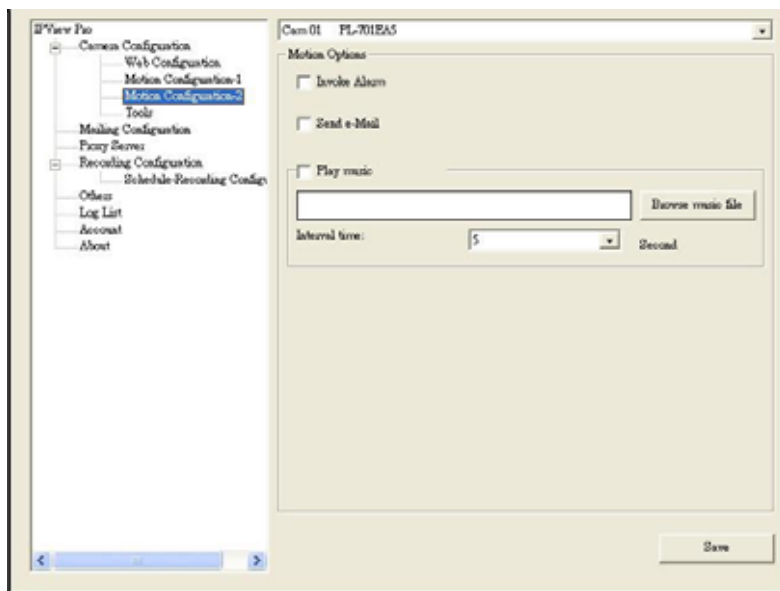 IPView Pro
Camera Configuration
Web Configuration
Motion Configuration-1
Motion Configuration-2
Tools
Mailing Configuration
Proxy Server
Recording Configuration
Schedule-Recording Configu
Others
Log List
Account
About
Cam 01 PL-701EAS
Motion Options
Invoke Alarm
Send e-Mail
Play music
Browse music file
Interval time:
5
Second
Save